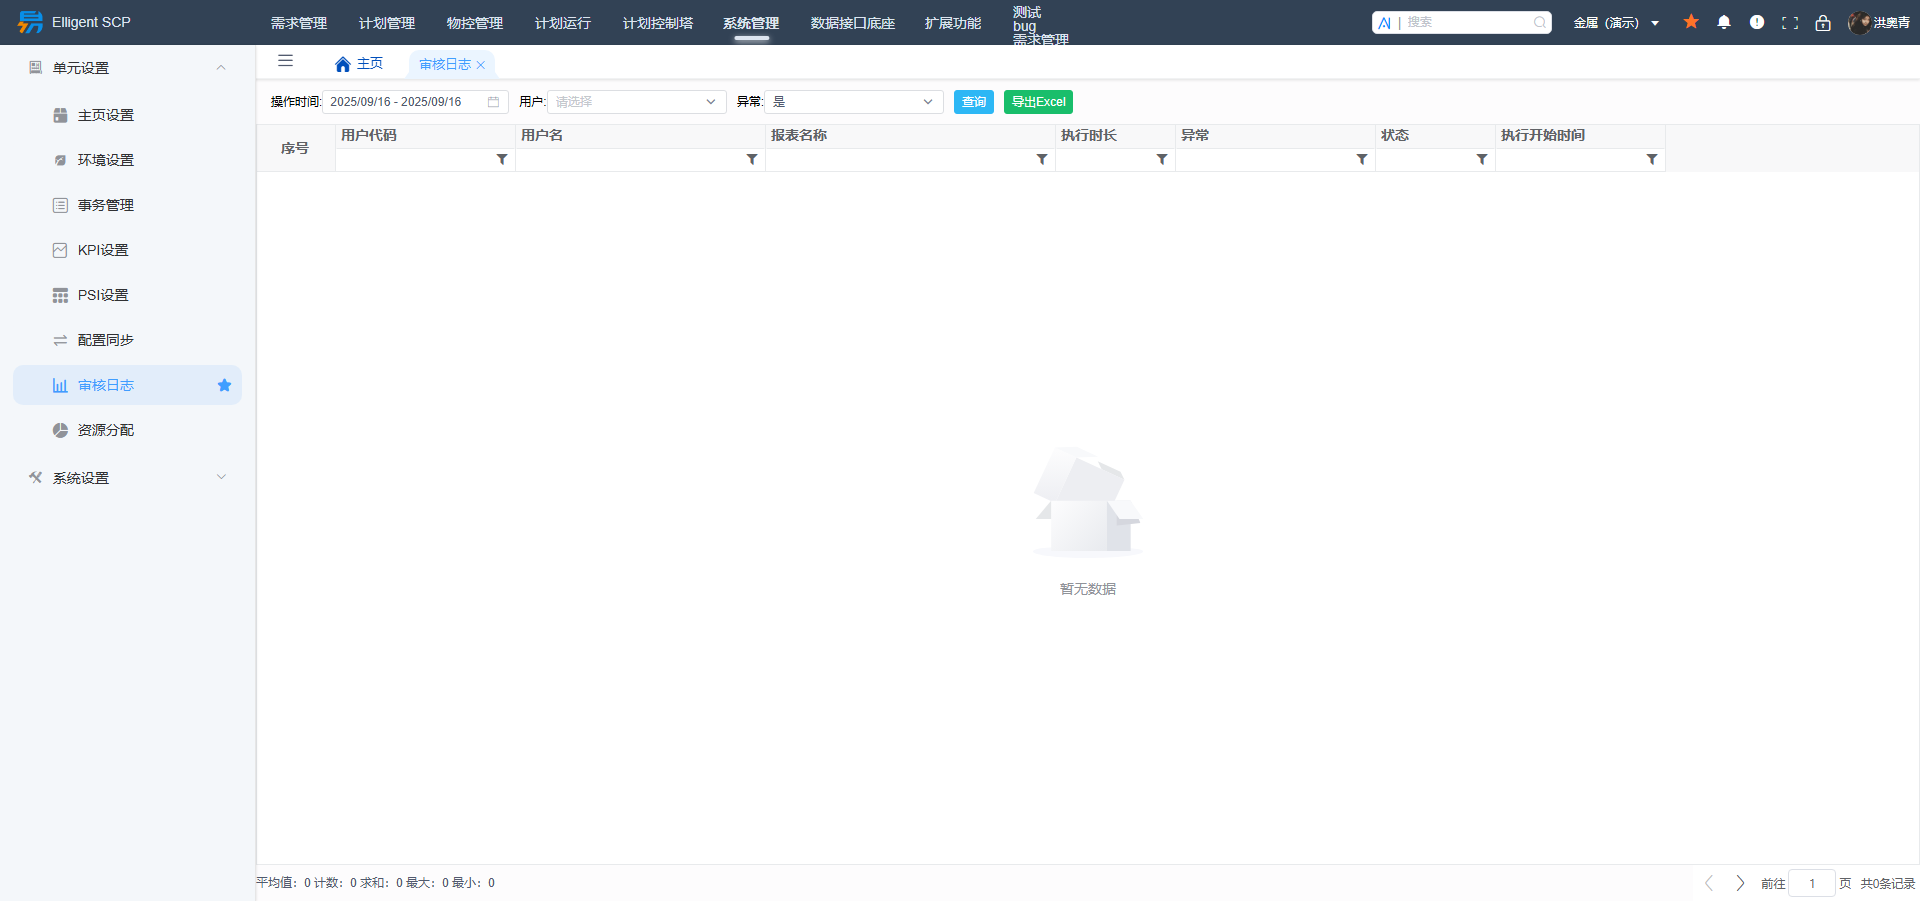 Elligent SCP
需求管理 计划管理 物控管理 计划运行 计划控制塔 系统管理 数据接口底座 扩展功能
测试
bug
需求管理
AI | 搜索
金属（演示）
洪奥青
单元设置
主页设置
环境设置
事务管理
KPI设置
PSI设置
配置同步
审核日志
资源分配
系统设置
主页 审核日志
操作时间: 2025/09/16 - 2025/09/16 用户: 请选择 异常: 是 查询 导出Excel
序号 用户代码 用户名 报表名称 执行时长 异常 状态 执行开始时间
暂无数据
平均值：0 计数：0 求和：0 最大：0 最小：0
前往 1 页 共0条记录